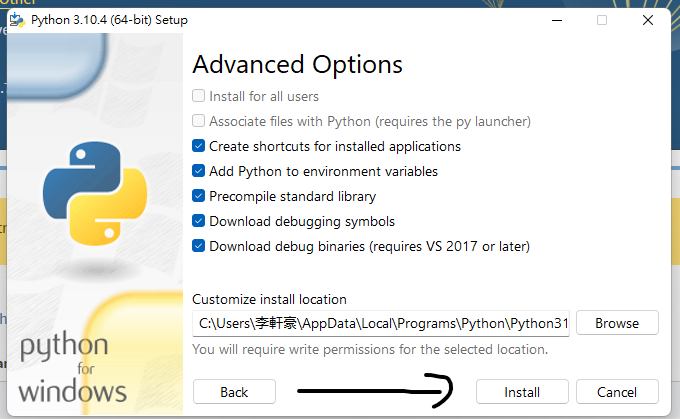 Other
Python 3.10.4 (64-bit) Setup
Advanced Options
Install for all users
Associate files with Python (requires the py launcher)
Create shortcuts for installed applications
Add Python to environment variables
Precompile standard library
Download debugging symbols
Download debug binaries (requires VS 2017 or later)
Customize install location
C:\Users\李軒豪\AppData\Local\Programs\Python\Python31
Browse
You will require write permissions for the selected location.
python
for
windows
Back
Install
Cancel